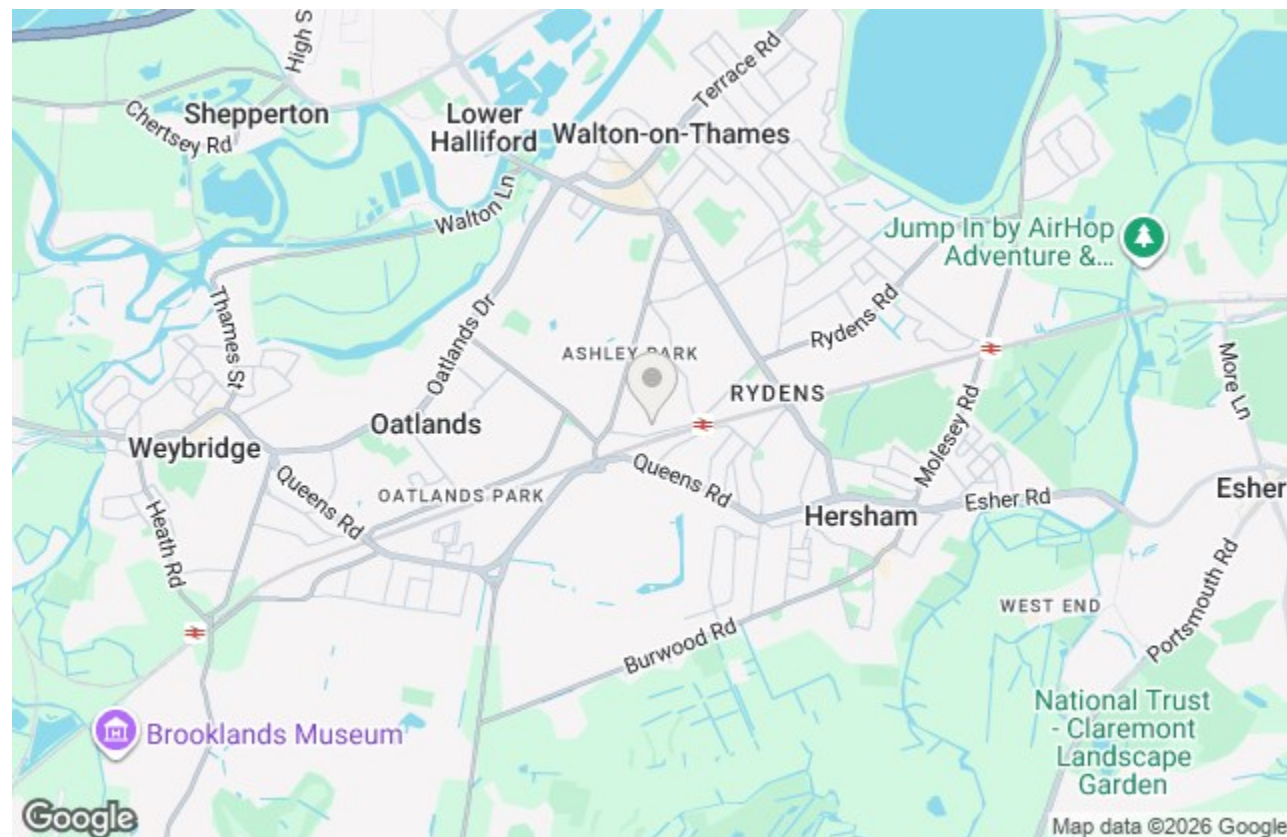 High S
Shepperton
Chertsey Rd
Lower
Halliford
Terrace Rd
Walton-on-Thames
Walton Ln
Jump In by AirHop
Adventure &...
Thames St
Oatlands Dr
Rydens Rd
ASHLEY PARK
More Ln
RYDENS
Oatlands
Weybridge
Molesey Rd
Queens Rd
Queens Rd
OATLANDS PARK
Esher
Esher Rd
Hersham
Heath Rd
WEST END
Portsmouth Rd
Burwood Rd
National Trust
- Claremont
Landscape
Garden
Brooklands Museum
Google
Map data ©2026 Google